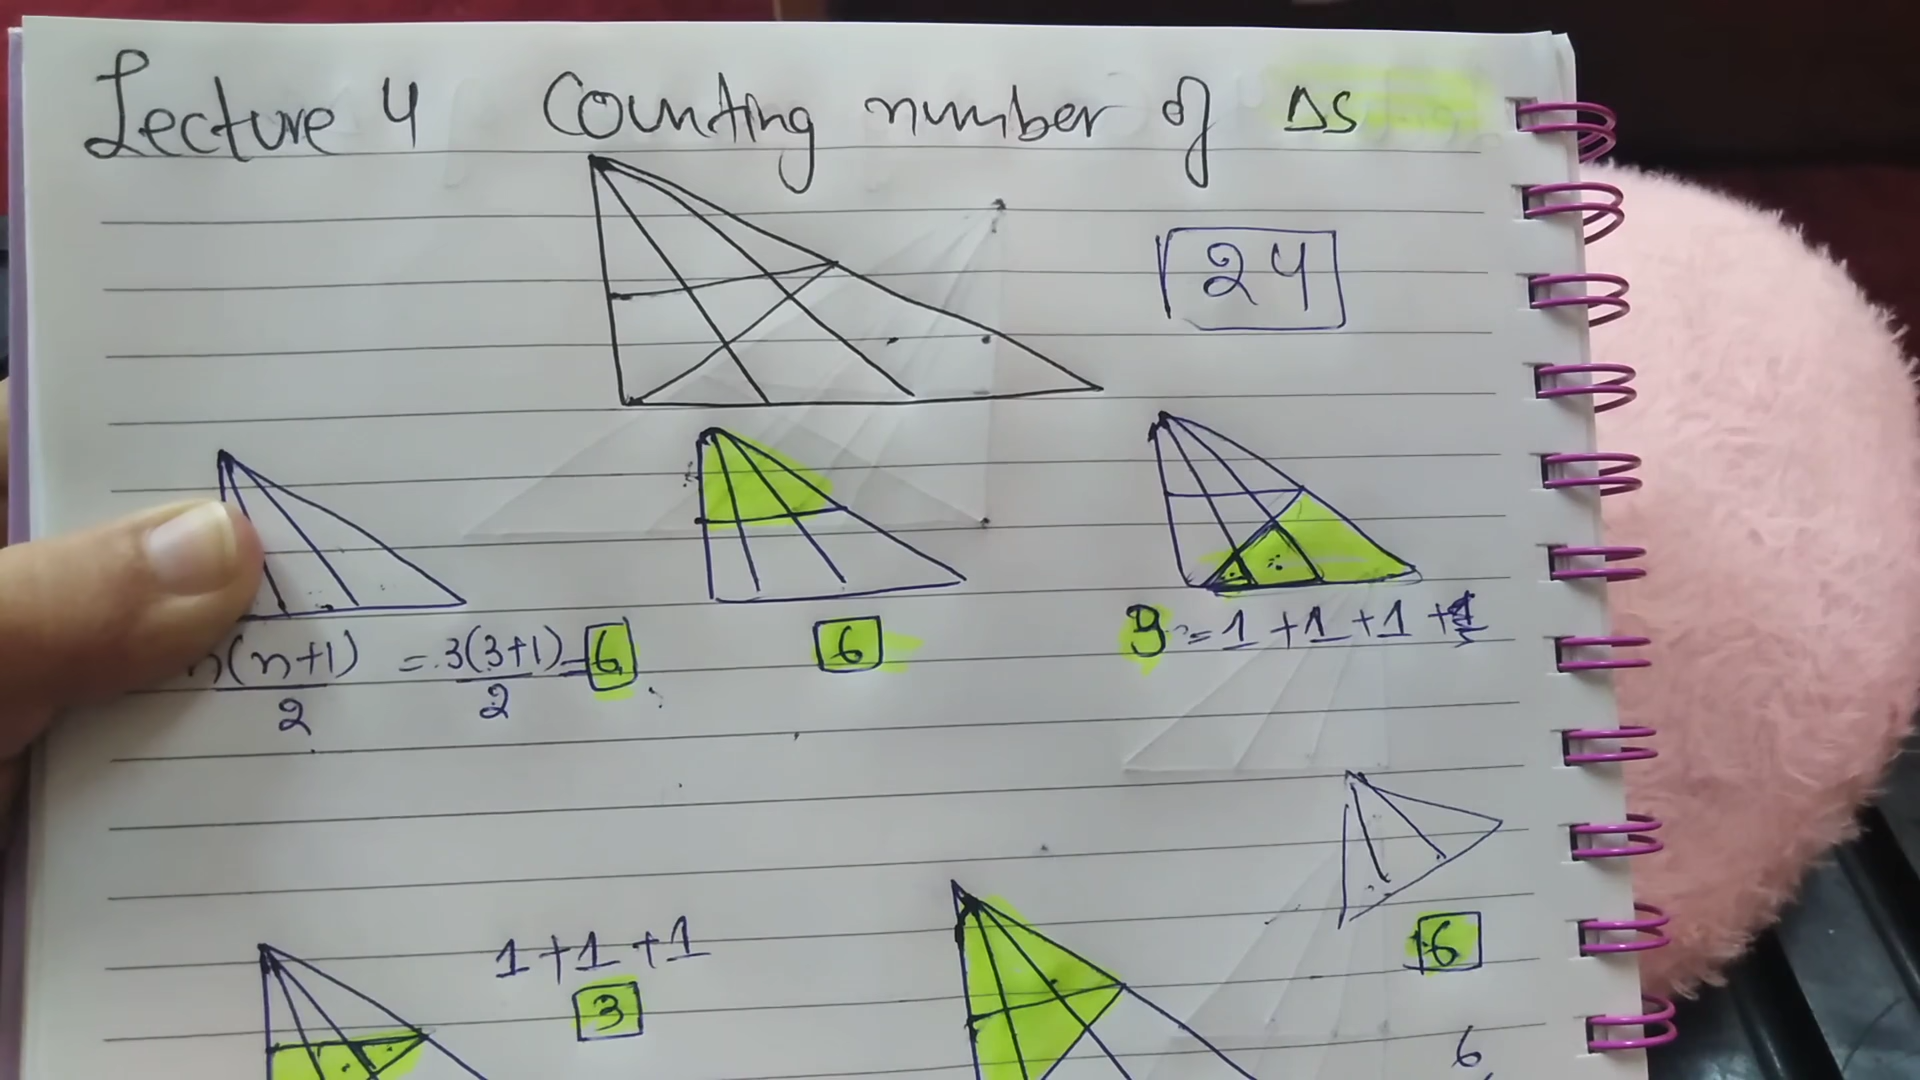 Lecture 4 Counting number of ΔS
24
n(n+1)/2 = 3(3+1)/2 = 6
6
3 = 1 + 1 + 1
6
1 + 1 + 1
3
6